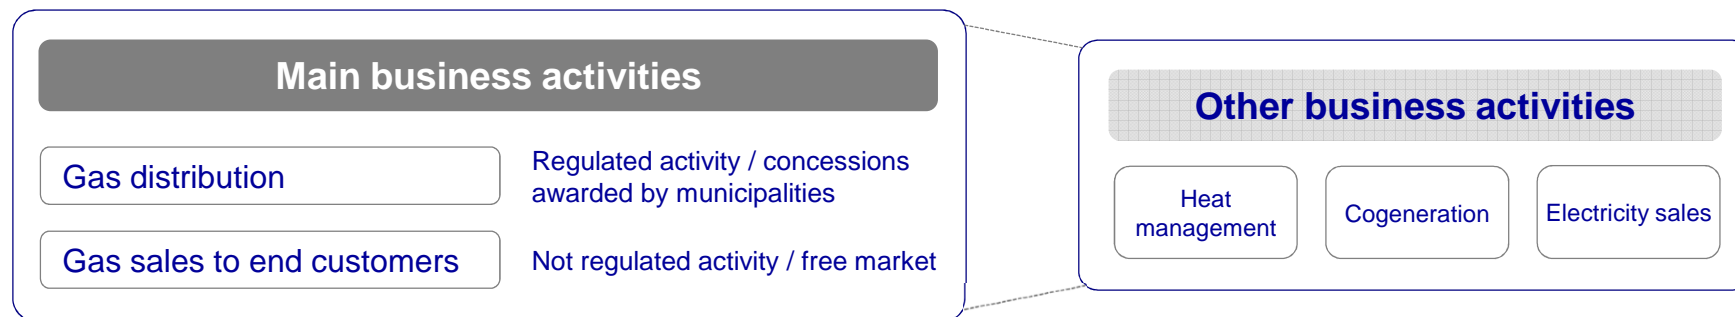 Main business activities
Gas distribution
Regulated activity / concessions
awarded by municipalities
Gas sales to end customers
Not regulated activity / free market
Other business activities
Heat
management
Cogeneration
Electricity sales